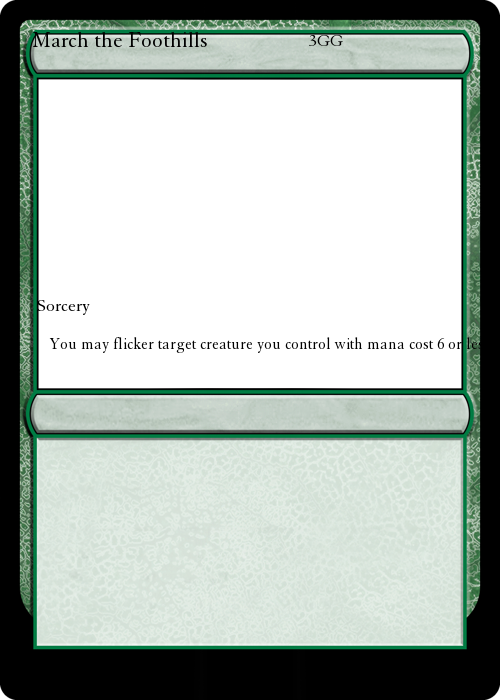 March the Foothills 3GG
Sorcery
You may flicker target creature you control with mana cost 6 or